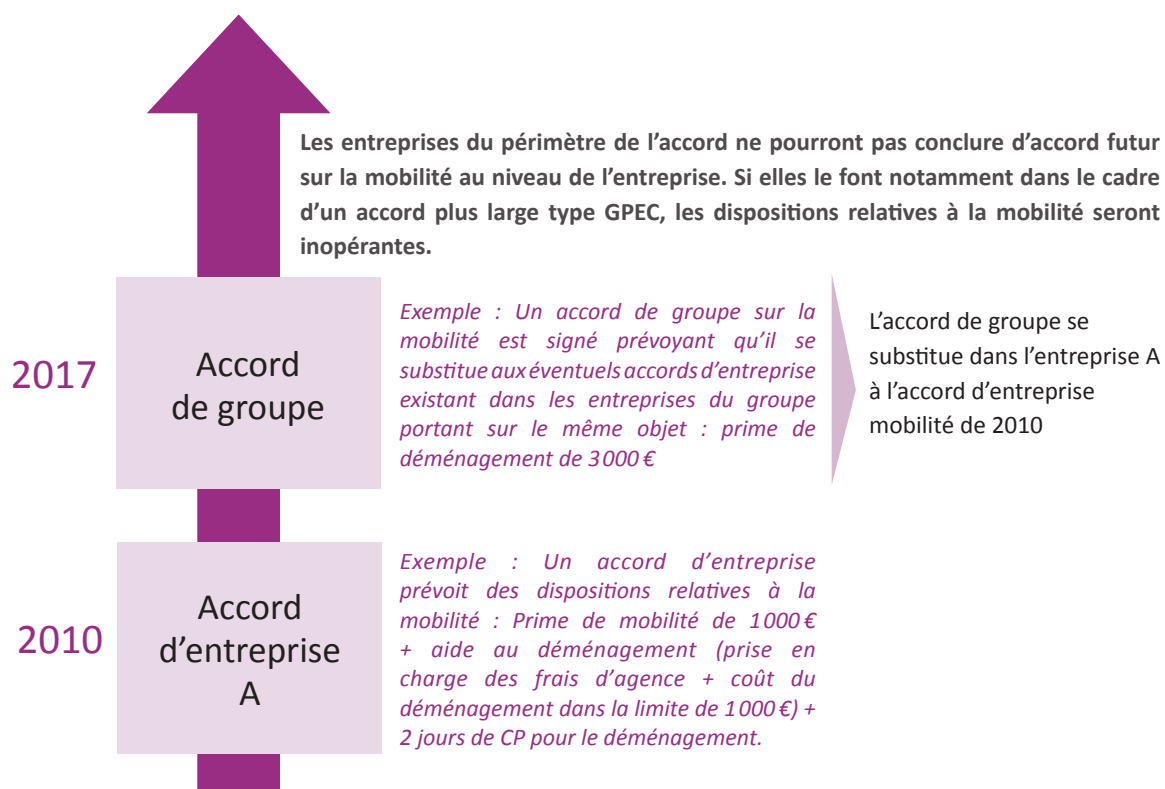 Les entreprises du périmètre de l’accord ne pourront pas conclure d’accord futur
sur la mobilité au niveau de l’entreprise. Si elles le font notamment dans le cadre
d’un accord plus large type GPEC, les dispositions relatives à la mobilité seront
inopérantes.
2017
Accord
de groupe
Exemple : Un accord de groupe sur la
mobilité est signé prévoyant qu’il se
substitue aux éventuels accords d’entreprise
existant dans les entreprises du groupe
portant sur le même objet : prime de
déménagement de 3 000 €
L’accord de groupe se
substitue dans l’entreprise A
à l’accord d’entreprise
mobilité de 2010
2010
Accord
d’entreprise
A
Exemple : Un accord d’entreprise
prévoit des dispositions relatives à la
mobilité : Prime de mobilité de 1 000 €
+ aide au déménagement (prise en
charge des frais d’agence + coût du
déménagement dans la limite de 1 000 €) +
2 jours de CP pour le déménagement.